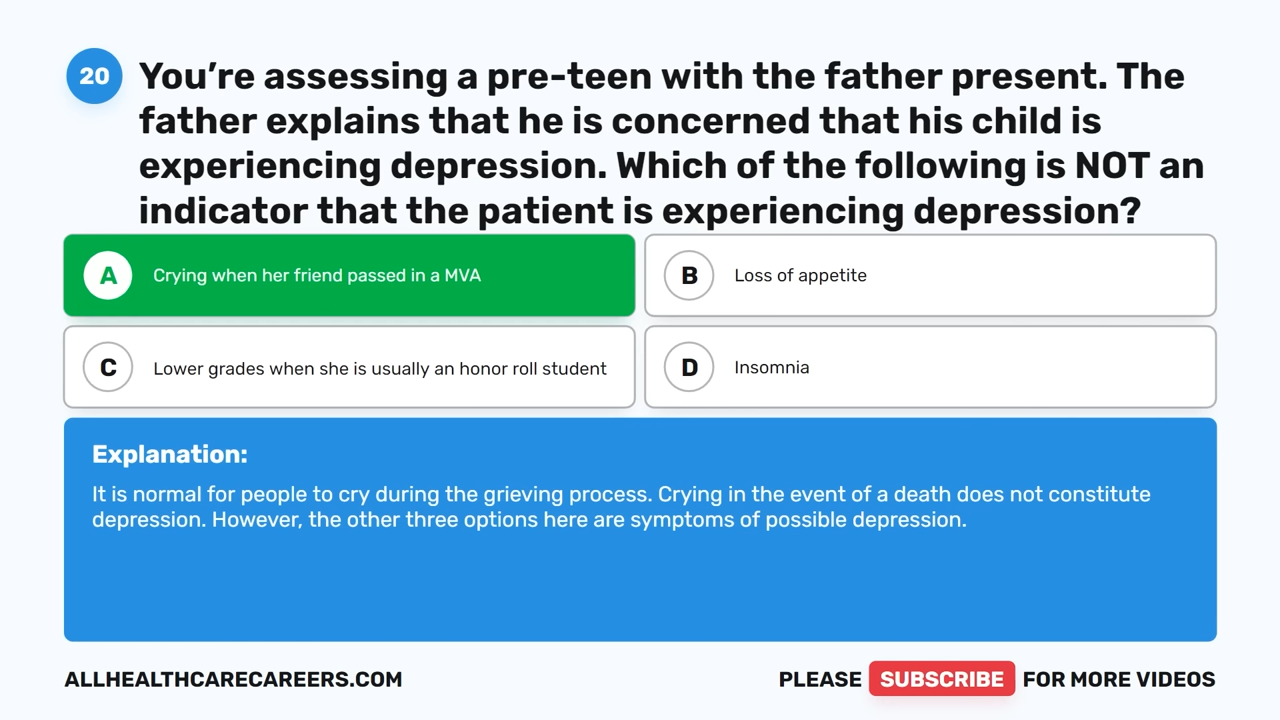 20
You’re assessing a pre-teen with the father present. The
father explains that he is concerned that his child is
experiencing depression. Which of the following is NOT an
indicator that the patient is experiencing depression?
A Crying when her friend passed in a MVA
B Loss of appetite
C Lower grades when she is usually an honor roll student
D Insomnia
Explanation:
It is normal for people to cry during the grieving process. Crying in the event of a death does not constitute
depression. However, the other three options here are symptoms of possible depression.
ALLHEALTHCARECAREERS.COM
PLEASE SUBSCRIBE FOR MORE VIDEOS